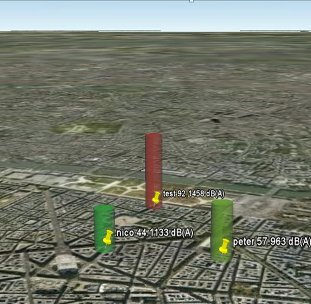 test 92.1458 dB(A)
nico 44.1133 dB(A)
peter 57.963 dB(A)